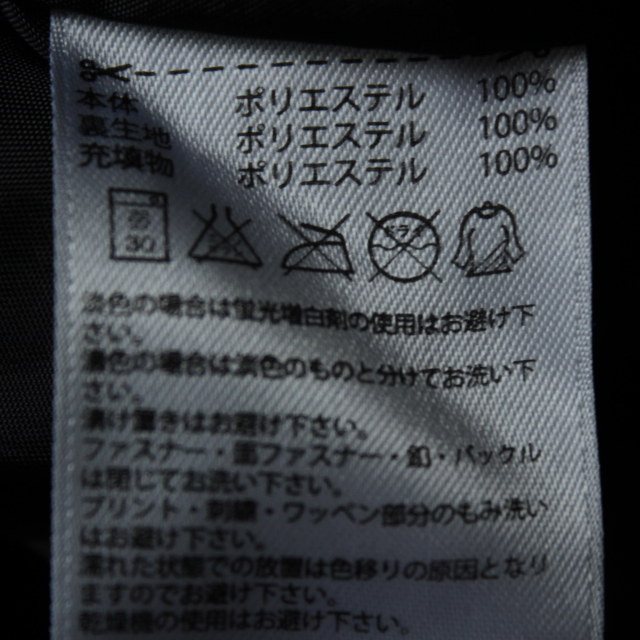 本体 ポリエステル 100%
裏生地 ポリエステル 100%
充填物 ポリエステル 100%
弱 30 ドライ
淡色の場合は蛍光増白剤の使用はお避け下
さい。
濃色の場合は淡色のものと分けてお洗い下
さい。
漬け置きはお避け下さい。
ファスナー・面ファスナー・釦・バックル
は閉じてお洗い下さい。
プリント・刺繍・ワッペン部分のもみ洗い
はお避け下さい。
濡れた状態での放置は色移りの原因となり
ますのでお避け下さい。
乾燥機の使用はお避け下さい。